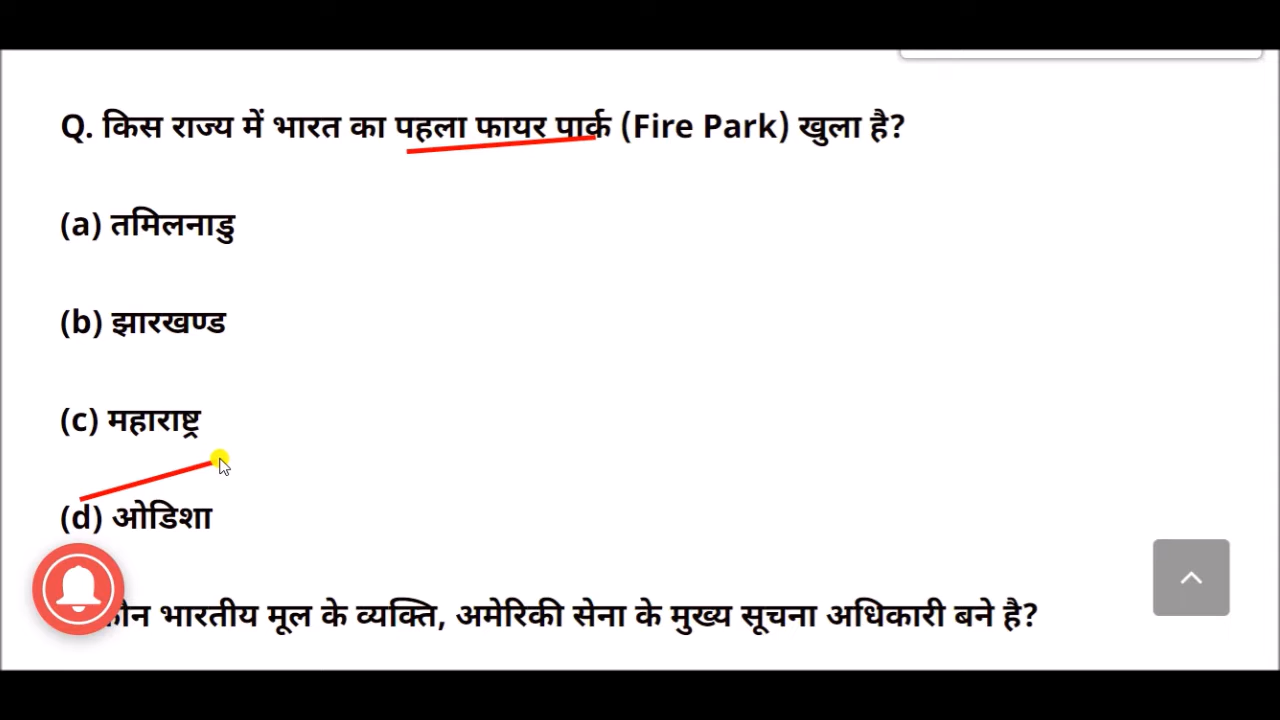 Q. किस राज्य में भारत का पहला फायर पार्क (Fire Park) खुला है?
(a) तमिलनाडु
(b) झारखण्ड
(c) महाराष्ट्र
(d) ओडिशा
भारतीय मूल के व्यक्ति, अमेरिकी सेना के मुख्य सूचना अधिकारी बने है?